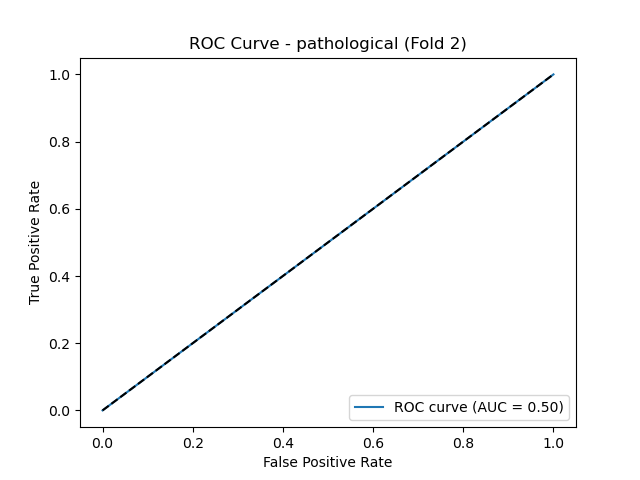 ROC Curve - pathological (Fold 2)
True Positive Rate
1.0
0.8
0.6
0.4
0.2
0.0
ROC curve (AUC = 0.50)
0.0 0.2 0.4 0.6 0.8 1.0
False Positive Rate